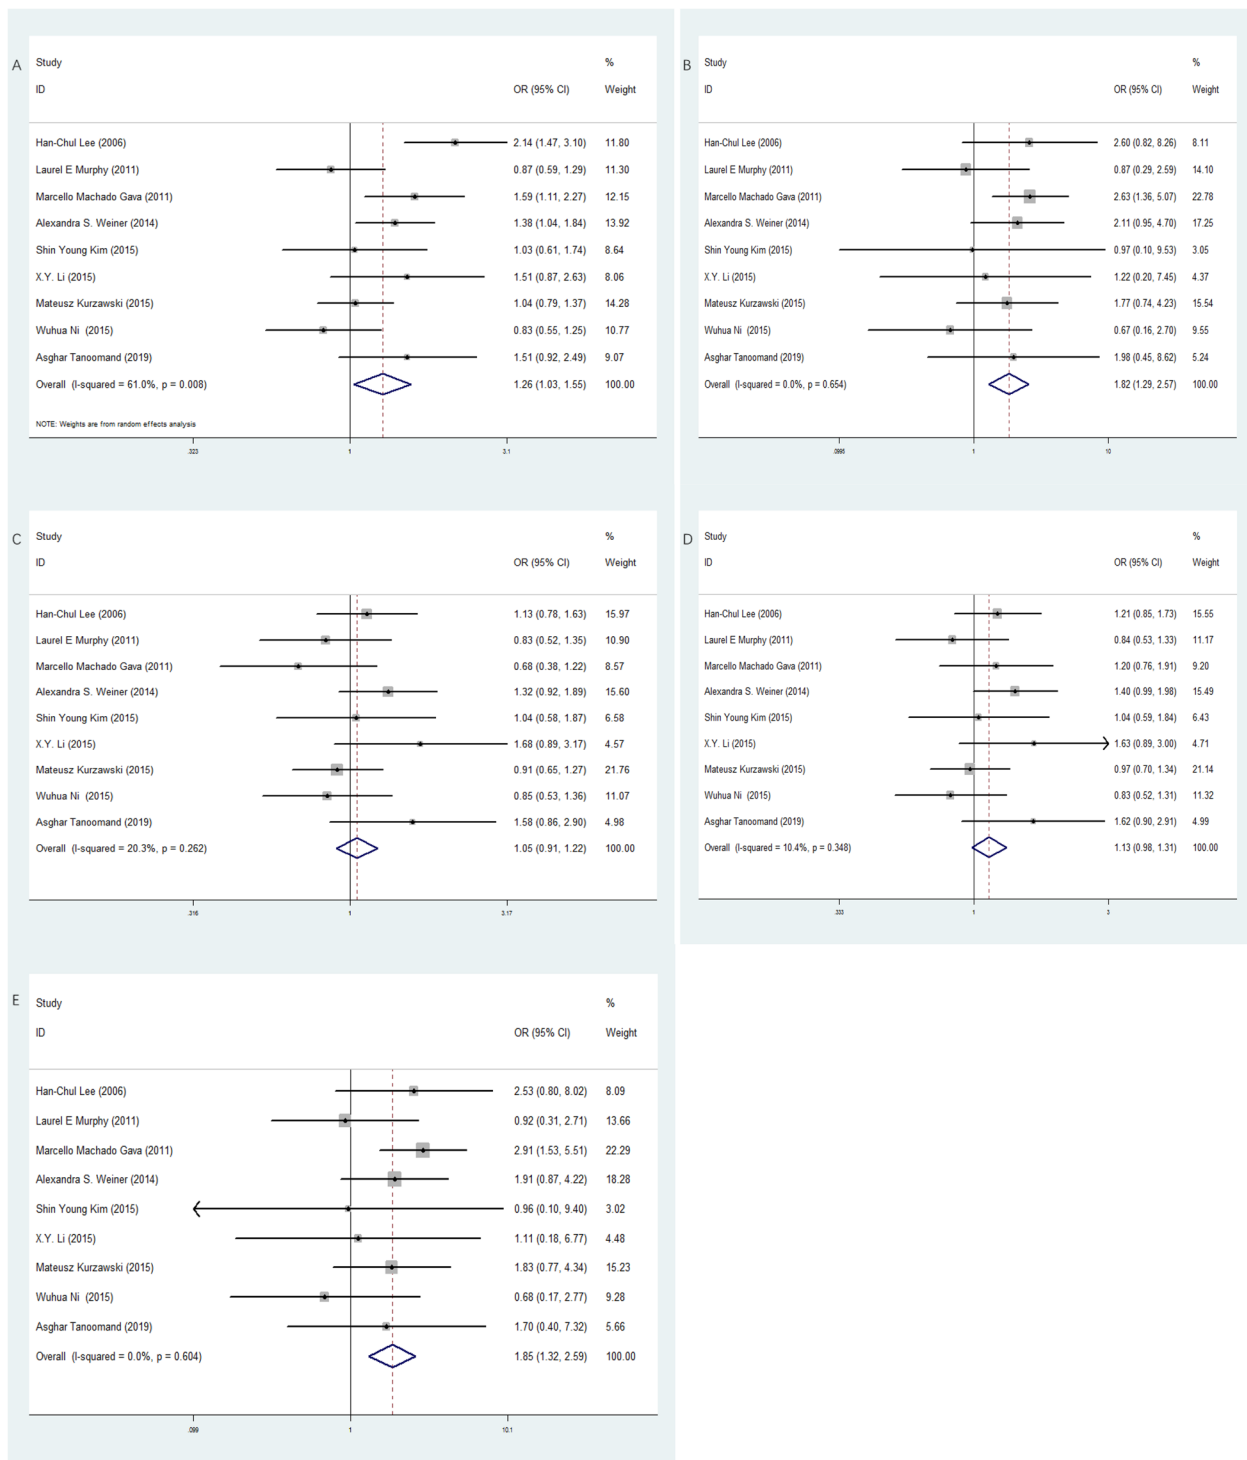 A
Study %
ID OR (95% CI) Weight
Han-Chul Lee (2006) 2.14 (1.47, 3.10) 11.80
Laurel E Murphy (2011) 0.87 (0.59, 1.29) 11.30
Marcello Machado Gava (2011) 1.59 (1.11, 2.27) 12.15
Alexandra S. Weiner (2014) 1.38 (1.04, 1.84) 13.92
Shin Young Kim (2015) 1.03 (0.61, 1.74) 8.64
X.Y. Li (2015) 1.51 (0.87, 2.63) 8.06
Mateusz Kurzawski (2015) 1.04 (0.79, 1.37) 14.28
Wuhua Ni (2015) 0.83 (0.55, 1.25) 10.77
Asghar Tanoomand (2019) 1.51 (0.92, 2.49) 9.07
Overall (I-squared = 61.0%, p = 0.008) 1.26 (1.03, 1.55) 100.00
NOTE: Weights are from random effects analysis
.323 1 3.1
B
Study %
ID OR (95% CI) Weight
Han-Chul Lee (2006) 2.60 (0.82, 8.26) 8.11
Laurel E Murphy (2011) 0.87 (0.29, 2.59) 14.10
Marcello Machado Gava (2011) 2.63 (1.36, 5.07) 22.78
Alexandra S. Weiner (2014) 2.11 (0.95, 4.70) 17.25
Shin Young Kim (2015) 0.97 (0.10, 9.53) 3.05
X.Y. Li (2015) 1.22 (0.20, 7.45) 4.37
Mateusz Kurzawski (2015) 1.77 (0.74, 4.23) 15.54
Wuhua Ni (2015) 0.67 (0.16, 2.70) 9.55
Asghar Tanoomand (2019) 1.98 (0.45, 8.62) 5.24
Overall (I-squared = 0.0%, p = 0.654) 1.82 (1.29, 2.57) 100.00
.0995 1 10
C
Study %
ID OR (95% CI) Weight
Han-Chul Lee (2006) 1.13 (0.78, 1.63) 15.97
Laurel E Murphy (2011) 0.83 (0.52, 1.35) 10.90
Marcello Machado Gava (2011) 0.68 (0.38, 1.22) 8.57
Alexandra S. Weiner (2014) 1.32 (0.92, 1.89) 15.60
Shin Young Kim (2015) 1.04 (0.58, 1.87) 6.58
X.Y. Li (2015) 1.68 (0.89, 3.17) 4.57
Mateusz Kurzawski (2015) 0.91 (0.65, 1.27) 21.76
Wuhua Ni (2015) 0.85 (0.53, 1.36) 11.07
Asghar Tanoomand (2019) 1.58 (0.86, 2.90) 4.98
Overall (I-squared = 20.3%, p = 0.262) 1.05 (0.91, 1.22) 100.00
.316 1 3.17
D
Study %
ID OR (95% CI) Weight
Han-Chul Lee (2006) 1.21 (0.85, 1.73) 15.55
Laurel E Murphy (2011) 0.84 (0.53, 1.33) 11.17
Marcello Machado Gava (2011) 1.20 (0.76, 1.91) 9.20
Alexandra S. Weiner (2014) 1.40 (0.99, 1.98) 15.49
Shin Young Kim (2015) 1.04 (0.59, 1.84) 6.43
X.Y. Li (2015) 1.63 (0.89, 3.00) 4.71
Mateusz Kurzawski (2015) 0.97 (0.70, 1.34) 21.14
Wuhua Ni (2015) 0.83 (0.52, 1.31) 11.32
Asghar Tanoomand (2019) 1.62 (0.90, 2.91) 4.99
Overall (I-squared = 10.4%, p = 0.348) 1.13 (0.98, 1.31) 100.00
.333 1 3
E
Study %
ID OR (95% CI) Weight
Han-Chul Lee (2006) 2.53 (0.80, 8.02) 8.09
Laurel E Murphy (2011) 0.92 (0.31, 2.71) 13.66
Marcello Machado Gava (2011) 2.91 (1.53, 5.51) 22.29
Alexandra S. Weiner (2014) 1.91 (0.87, 4.22) 18.28
Shin Young Kim (2015) 0.96 (0.10, 9.40) 3.02
X.Y. Li (2015) 1.11 (0.18, 6.77) 4.48
Mateusz Kurzawski (2015) 1.83 (0.77, 4.34) 15.23
Wuhua Ni (2015) 0.68 (0.17, 2.77) 9.28
Asghar Tanoomand (2019) 1.70 (0.40, 7.32) 5.66
Overall (I-squared = 0.0%, p = 0.604) 1.85 (1.32, 2.59) 100.00
.099 1 10.1